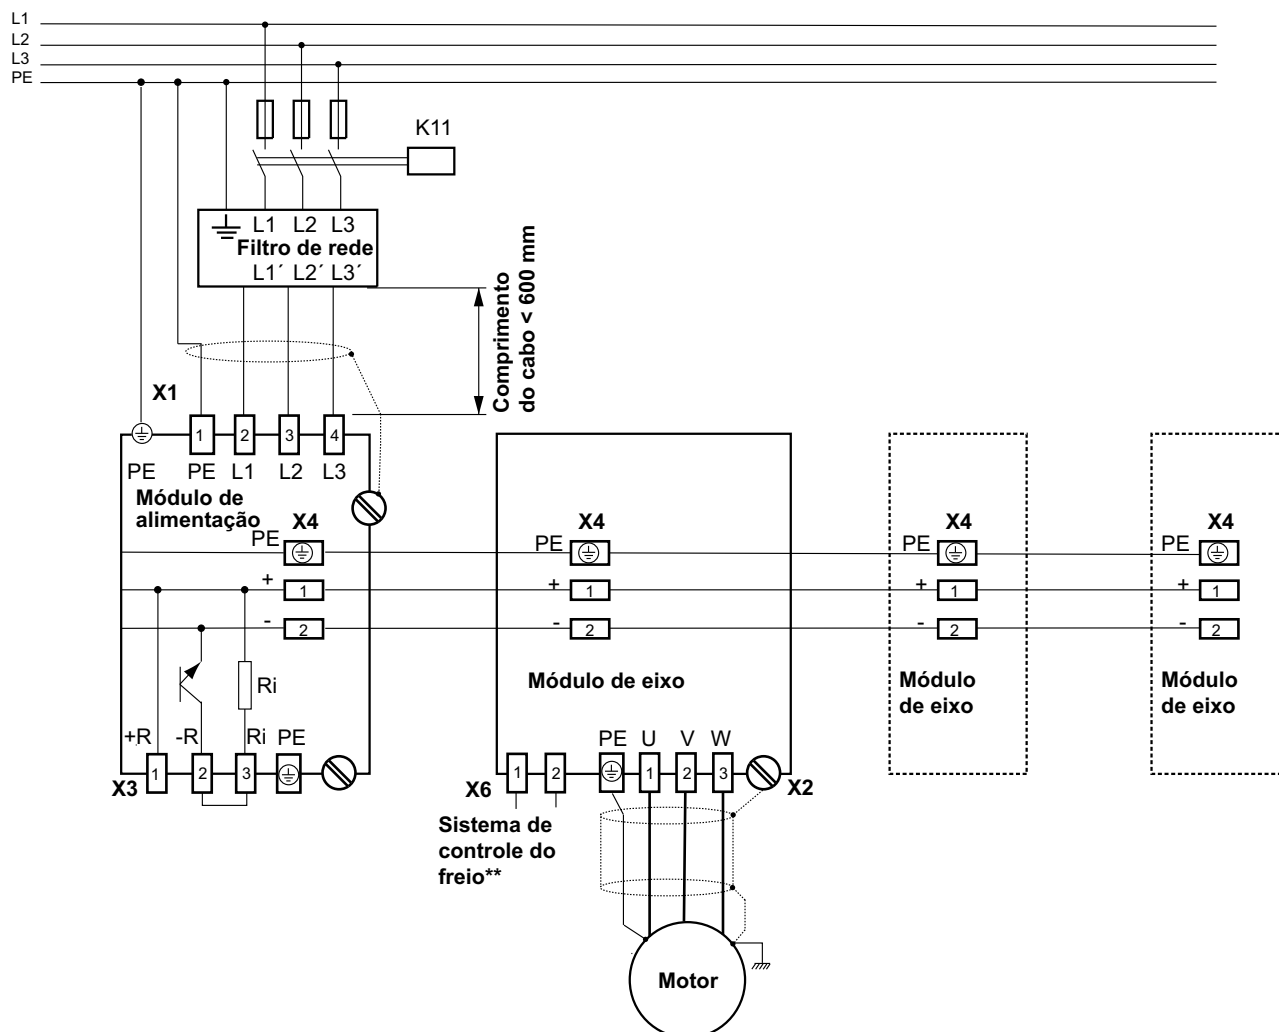 L1
L2
L3
PE
K11
L1 L2 L3
Filtro de rede
L1´ L2´ L3´
Comprimento
do cabo < 600 mm
X1
1 2 3 4
PE PE L1 L2 L3
Módulo de
alimentação
X4
PE
+ 1
- 2
Ri
+R -R Ri PE
X3
1 2 3
X4
PE
+ 1
- 2
Módulo de eixo
PE U V W
X6
1 2
1 2 3
X2
Sistema de
controle do
freio**
Motor
X4
PE
+ 1
- 2
Módulo
de eixo
X4
PE
+ 1
- 2
Módulo
de eixo